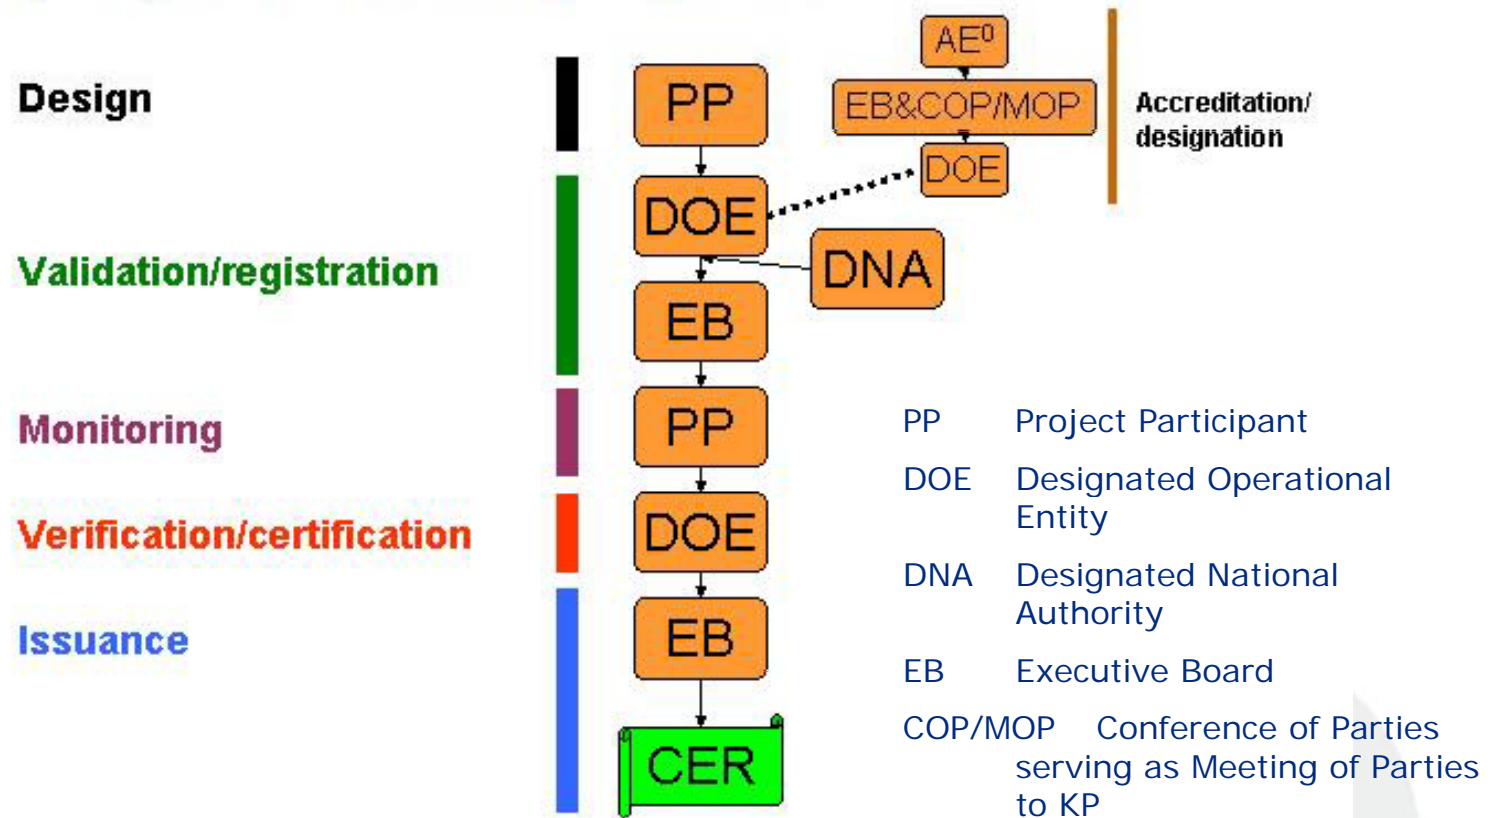 AE⁰
Design
PP
EB&COP/MOP
Accreditation/
designation
DOE
DOE
Validation/registration
DNA
EB
Monitoring
PP
PP Project Participant
DOE Designated Operational
Entity
Verification/certification
DOE
DNA Designated National
Authority
Issuance
EB
EB Executive Board
COP/MOP Conference of Parties
serving as Meeting of Parties
to KP
CER